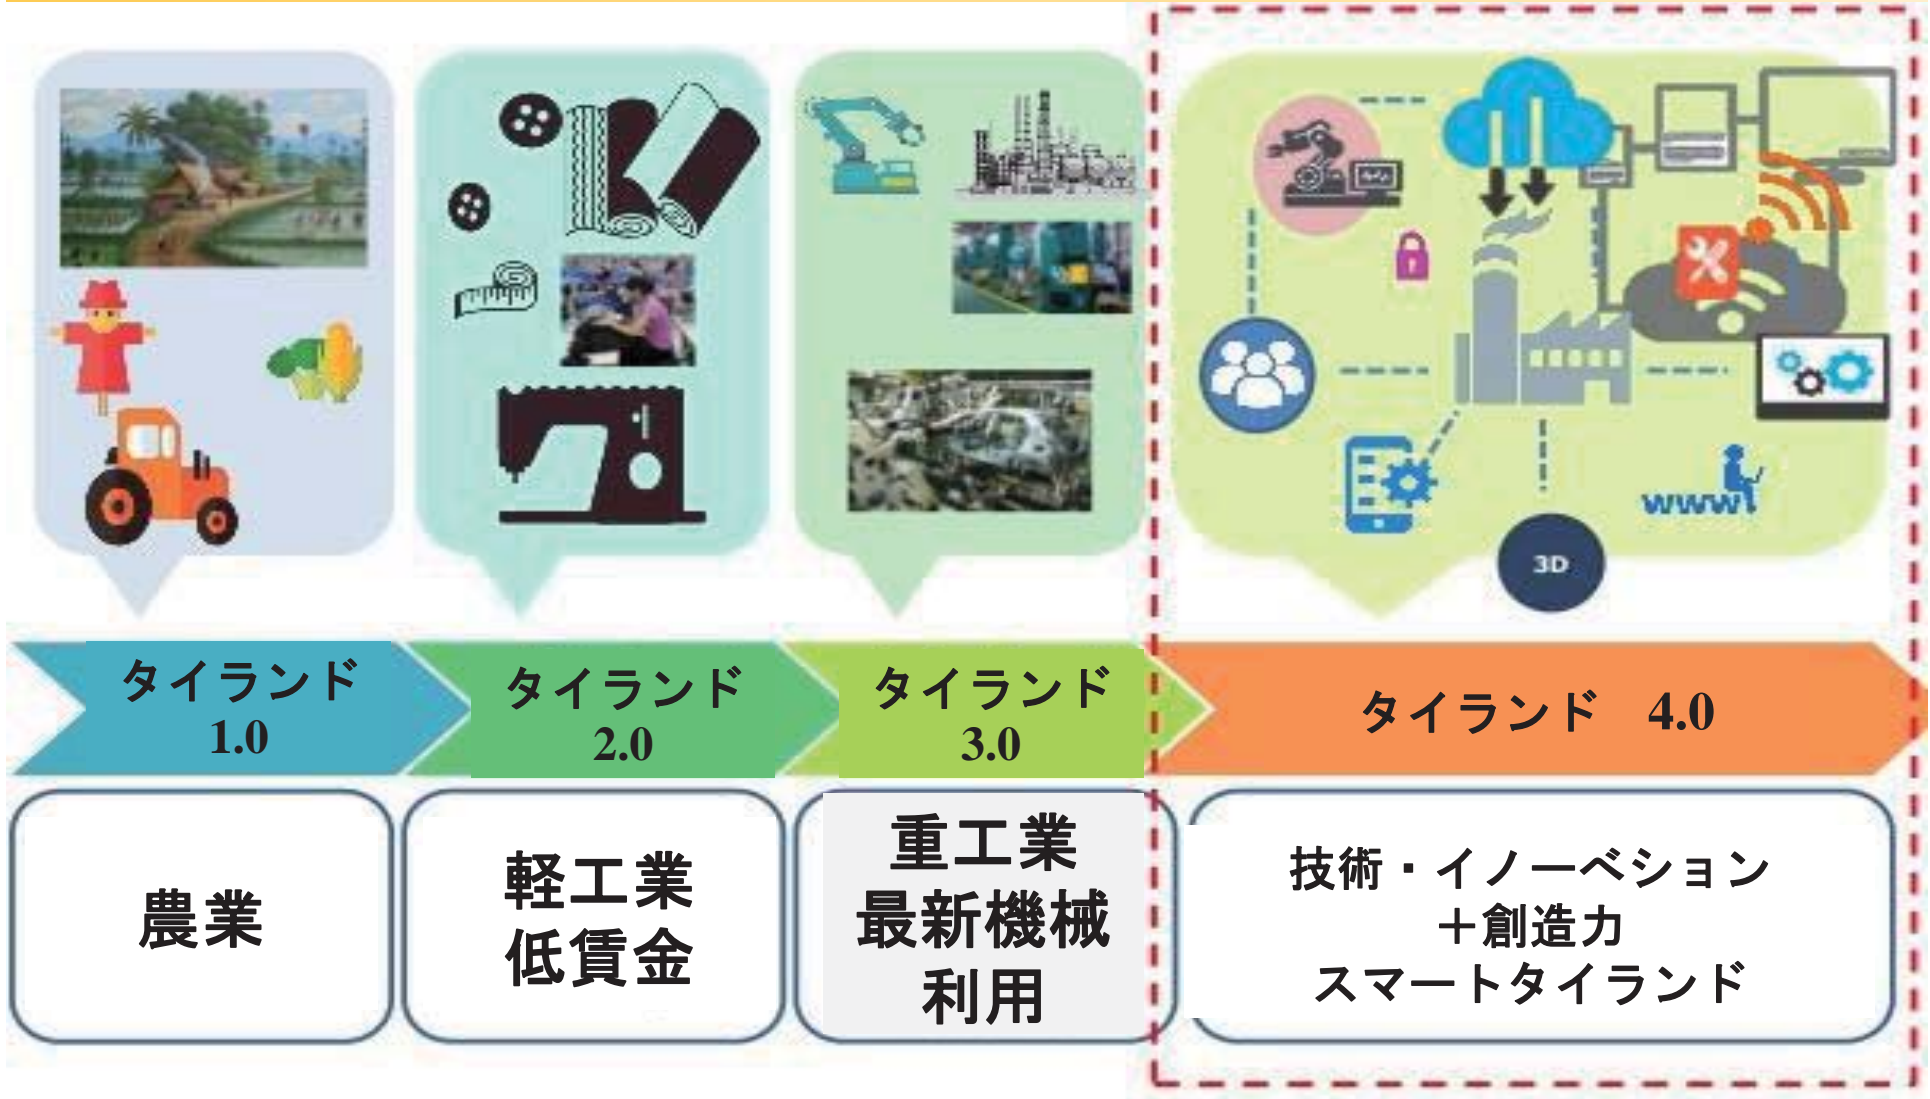 3D
www
タイランド
1.0
タイランド
2.0
タイランド
3.0
タイランド　4.0
農業
軽工業
低賃金
重工業
最新機械
利用
技術・イノーベション
＋創造力
スマートタイランド